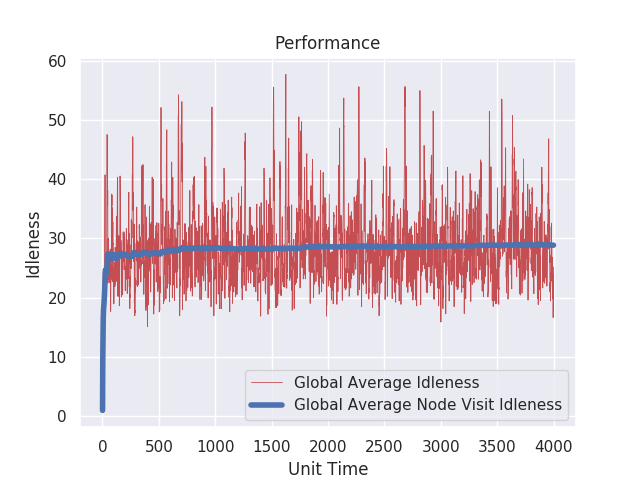 Performance
60
50
40
30
20
10
0
Idleness
Global Average Idleness
Global Average Node Visit Idleness
0 500 1000 1500 2000 2500 3000 3500 4000
Unit Time